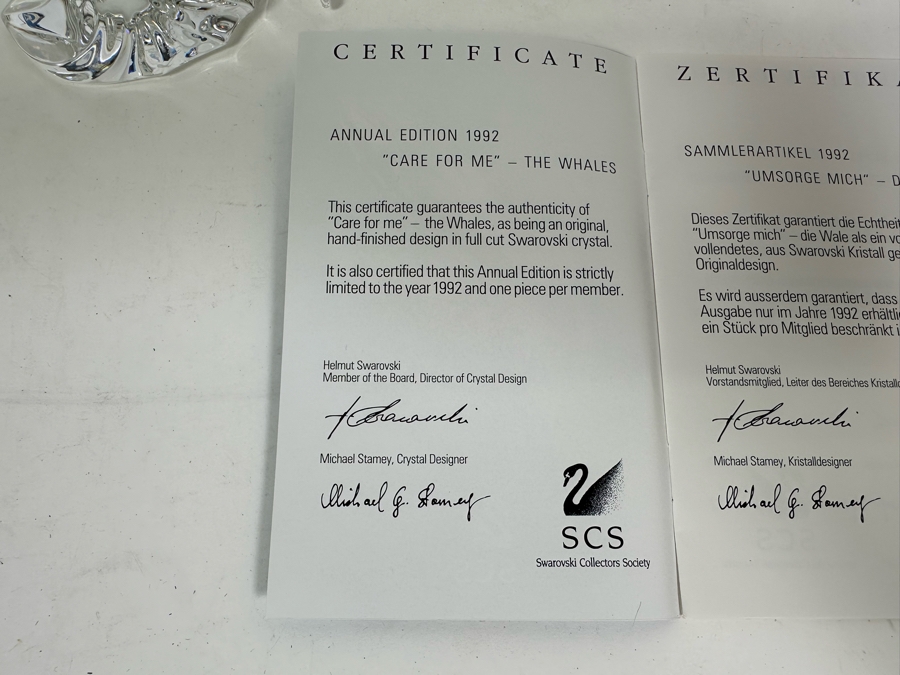 CERTIFICATE
ANNUAL EDITION 1992
"CARE FOR ME" – THE WHALES
This certificate guarantees the authenticity of
"Care for me" – the Whales, as being an original,
hand-finished design in full cut Swarovski crystal.
It is also certified that this Annual Edition is strictly
limited to the year 1992 and one piece per member.
Helmut Swarovski
Member of the Board, Director of Crystal Design
Michael Stamey, Crystal Designer
Michael G. Stamey
SCS
Swarovski Collectors Society
ZERTIFIK
SAMMLERARTIKEL 1992
"UMSORGE MICH" –
Dieses Zertifikat garantiert die
"Umsorge mich" – die Wale als ein
vollendetes, aus Swarovski Kristall
Originaldesign.
Es wird ausserdem garantiert, dass
Ausgabe nur im Jahre 1992
ein Stück pro Mitglied beschränkt
Helmut Swarovski
Vorstandsmitglied, Leiter des Bereiches
Michael Stamey, Kristalldesigner
Michael G. Stamey